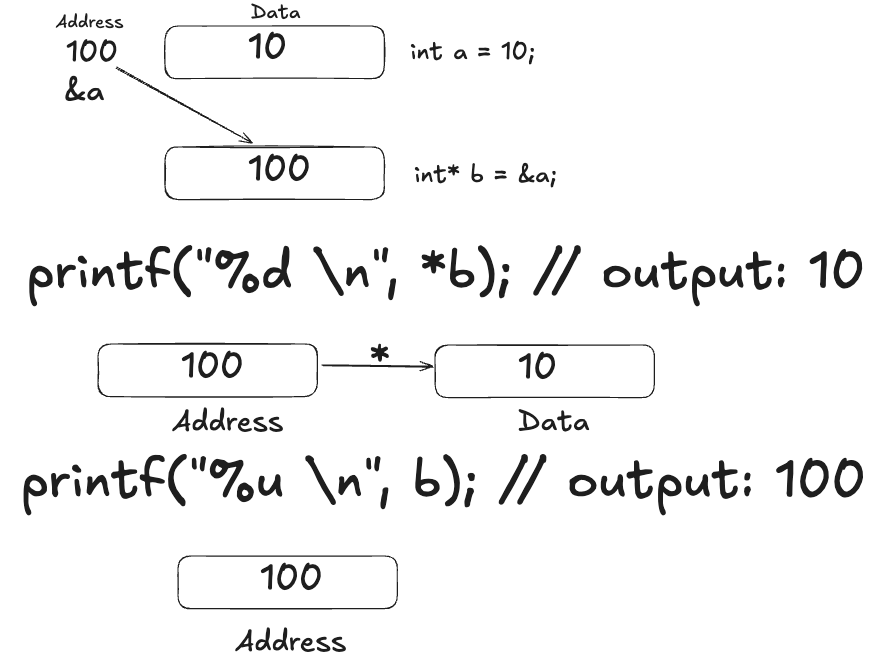 Address
Data
100
10
int a = 10;
&a
100
int* b = &a;
printf("%d \n", *b); // output: 10
100
*
10
Address
Data
printf("%u \n", b); // output: 100
100
Address